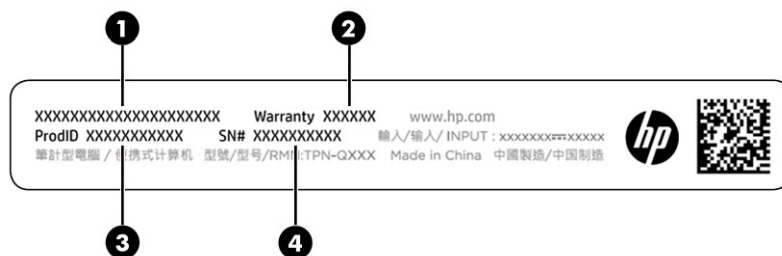 1 2
XXXXXXXXXXXXXXXXXXXXX Warranty XXXXXX www.hp.com
ProdID XXXXXXXXXXX SN# XXXXXXXXXX 輸入/输入/ INPUT : xxxxxxx⎓xxxxx hp
筆計型電腦 / 便携式计算机 型號/型号/RMN:TPN-QXXX Made in China 中國製造/中国制造
3 4